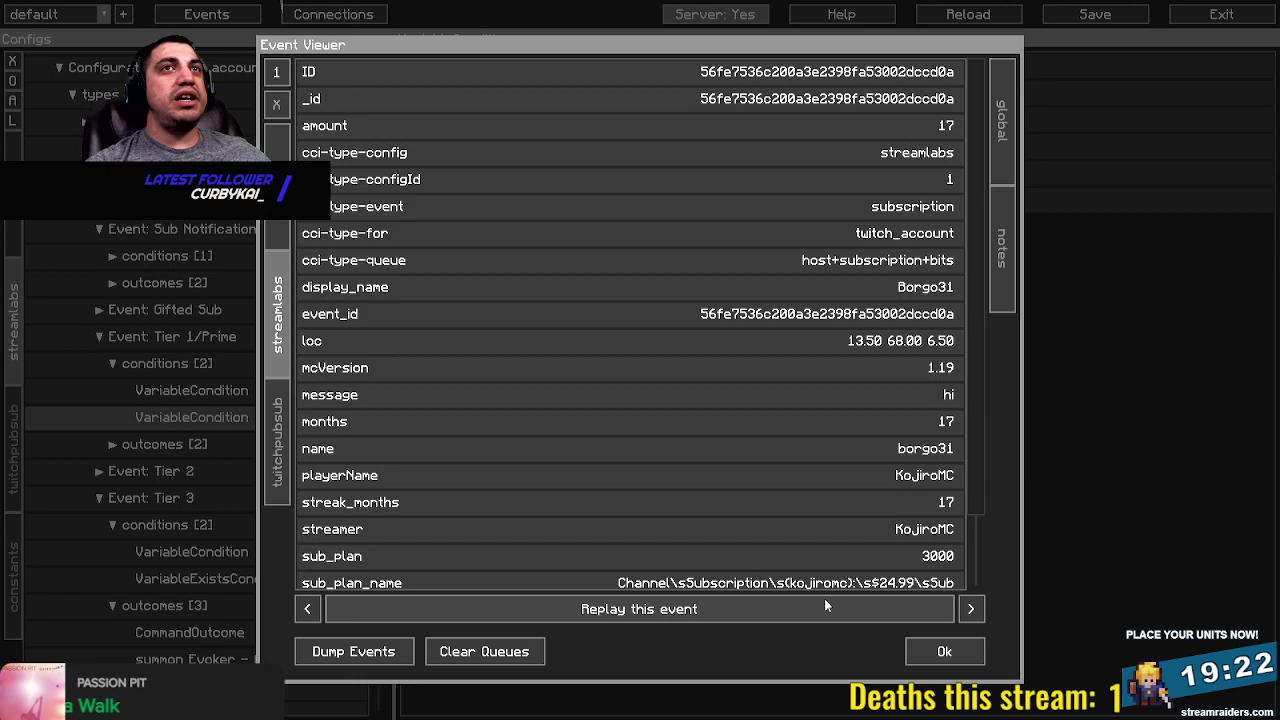 default ▾ + Events Connections Server: Yes Help Reload Save Exit
Configs
Event Viewer
X
O
A
L
streamlabs
twitchpubsub
constants
types
LATEST FOLLOWER
CURBYKAI_
Event: Sub Notification
conditions [1]
outcomes [2]
Event: Gifted Sub
Event: Tier 1/Prime
conditions [2]
VariableCondition
VariableCondition
outcomes [2]
Event: Tier 2
Event: Tier 3
conditions [2]
VariableCondition
outcomes [3]
CommandOutcome
summon Evoker -
PASSION PIT
a Walk
1
X
streamlabs
twitchpubsub
ID 56fe7536c200a3e2398fa53002dccd0a
_id 56fe7536c200a3e2398fa53002dccd0a
amount 17
cci-type-config streamlabs
type-configId 1
type-event subscription
cci-type-for twitch_account
cci-type-queue host+subscription+bits
display_name Borgo31
event_id 56fe7536c200a3e2398fa53002dccd0a
loc 13.50 68.00 6.50
mcVersion 1.19
message hi
months 17
name borgo31
playerName KojiroMC
streak_months 17
streamer KojiroMC
sub_plan 3000
sub_plan_name Channel\sSubscription\s(kojiromc):\s$24.99\sSub
< Replay this event >
Dump Events Clear Queues Ok
global
notes
PLACE YOUR UNITS NOW!
19:22
streamraiders.com
Deaths this stream: 1